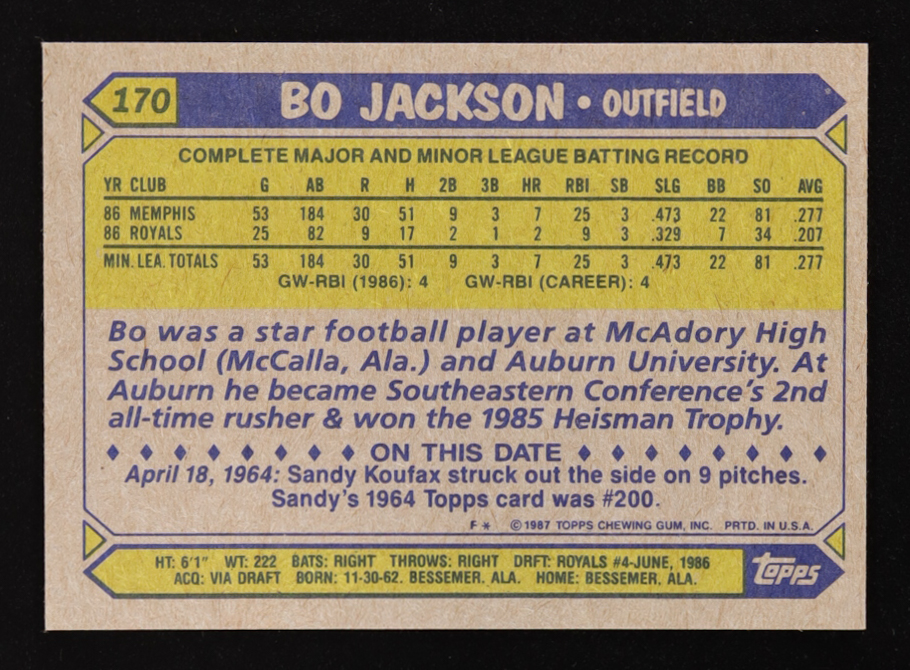 170 BO JACKSON • OUTFIELD
COMPLETE MAJOR AND MINOR LEAGUE BATTING RECORD
YR CLUB G AB R H 2B 3B HR RBI SB SLG BB SO AVG
86 MEMPHIS 53 184 30 51 9 3 7 25 3 .473 22 81 .277
86 ROYALS 25 82 9 17 2 1 2 9 3 .329 7 34 .207
MIN. LEA. TOTALS 53 184 30 51 9 3 7 25 3 .473 22 81 .277
GW-RBI (1986): 4 GW-RBI (CAREER): 4
Bo was a star football player at McAdory High
School (McCalla, Ala.) and Auburn University. At
Auburn he became Southeastern Conference's 2nd
all-time rusher & won the 1985 Heisman Trophy.
♦ ♦ ♦ ♦ ♦ ♦ ♦ ♦ ON THIS DATE ♦ ♦ ♦ ♦ ♦ ♦ ♦ ♦
April 18, 1964: Sandy Koufax struck out the side on 9 pitches.
Sandy's 1964 Topps card was #200.
F * ©1987 TOPPS CHEWING GUM, INC. PRTD. IN U.S.A.
HT: 6'1" WT: 222 BATS: RIGHT THROWS: RIGHT DRFT: ROYALS #4-JUNE, 1986
ACQ: VIA DRAFT BORN: 11-30-62. BESSEMER, ALA. HOME: BESSEMER, ALA.
topps